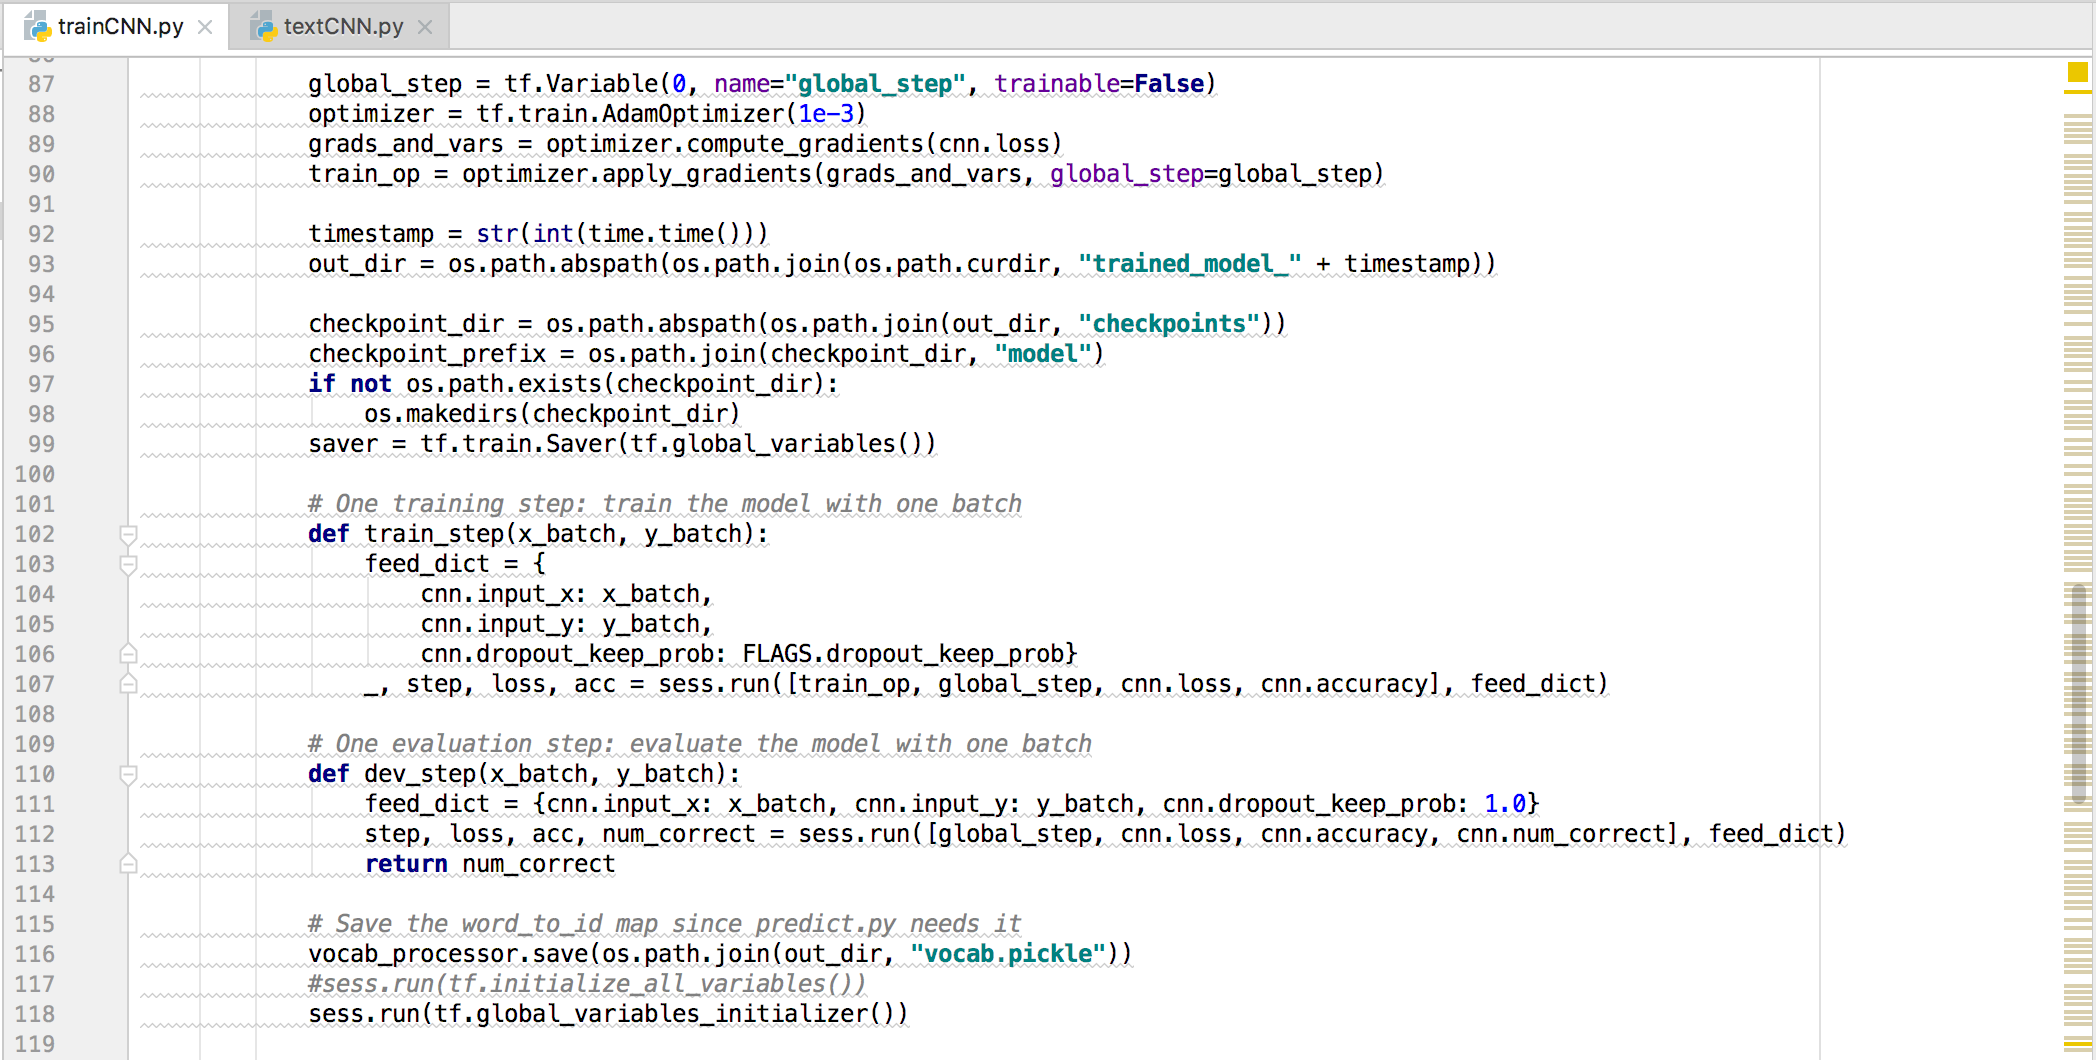 trainCNN.py textCNN.py
87 global_step = tf.Variable(0, name="global_step", trainable=False)
88 optimizer = tf.train.AdamOptimizer(1e-3)
89 grads_and_vars = optimizer.compute_gradients(cnn.loss)
90 train_op = optimizer.apply_gradients(grads_and_vars, global_step=global_step)
91
92 timestamp = str(int(time.time()))
93 out_dir = os.path.abspath(os.path.join(os.path.curdir, "trained_model_" + timestamp))
94
95 checkpoint_dir = os.path.abspath(os.path.join(out_dir, "checkpoints"))
96 checkpoint_prefix = os.path.join(checkpoint_dir, "model")
97 if not os.path.exists(checkpoint_dir):
98 os.makedirs(checkpoint_dir)
99 saver = tf.train.Saver(tf.global_variables())
100
101 # One training step: train the model with one batch
102 def train_step(x_batch, y_batch):
103 feed_dict = {
104 cnn.input_x: x_batch,
105 cnn.input_y: y_batch,
106 cnn.dropout_keep_prob: FLAGS.dropout_keep_prob}
107 _, step, loss, acc = sess.run([train_op, global_step, cnn.loss, cnn.accuracy], feed_dict)
108
109 # One evaluation step: evaluate the model with one batch
110 def dev_step(x_batch, y_batch):
111 feed_dict = {cnn.input_x: x_batch, cnn.input_y: y_batch, cnn.dropout_keep_prob: 1.0}
112 step, loss, acc, num_correct = sess.run([global_step, cnn.loss, cnn.accuracy, cnn.num_correct], feed_dict)
113 return num_correct
114
115 # Save the word_to_id map since predict.py needs it
116 vocab_processor.save(os.path.join(out_dir, "vocab.pickle"))
117 #sess.run(tf.initialize_all_variables())
118 sess.run(tf.global_variables_initializer())
119